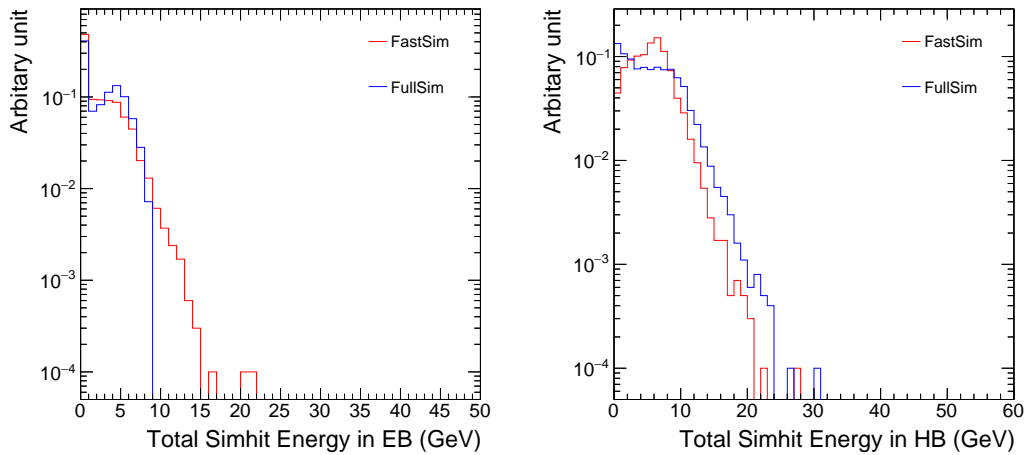 Arbitary unit
FastSim
FullSim
10⁻¹
10⁻²
10⁻³
10⁻⁴
0 5 10 15 20 25 30 35 40 45 50
Total Simhit Energy in EB (GeV)
Arbitary unit
FastSim
FullSim
10⁻¹
10⁻²
10⁻³
10⁻⁴
0 10 20 30 40 50 60
Total Simhit Energy in HB (GeV)